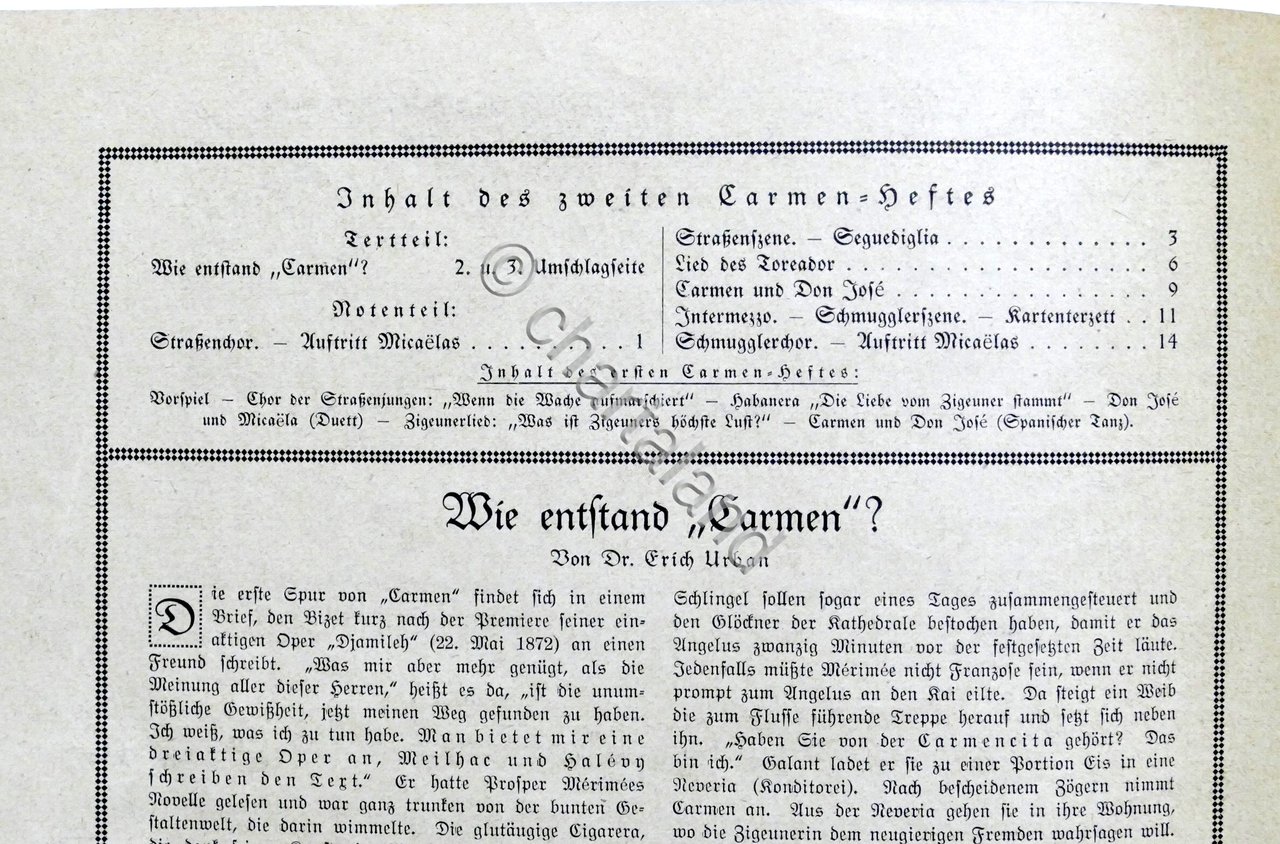 Inhalt des zweiten Carmen-Heftes
Textteil:
Wie entstand „Carmen“? 2. u. 3. Umschlagseite
Notenteil:
Straßenchor. — Auftritt Micaëlas . . . . . . . . . . 1
Straßenszene. — Seguediglia . . . . . . . . . . . . . 3
Lied des Toreador . . . . . . . . . . . . . . . . . . . 6
Carmen und Don José . . . . . . . . . . . . . . . . 9
Intermezzo. — Schmugglerszene. — Kartenterzett . . 11
Schmugglerchor. — Auftritt Micaëlas . . . . . . . . 14
Inhalt des ersten Carmen-Heftes:
Vorspiel — Chor der Straßenjungen: „Wenn die Wache aufmarschiert“ — Habanera „Die Liebe vom Zigeuner stammt“ — Don José
und Micaëla (Duett) — Zigeunerlied: „Was ist Zigeuners höchste Lust?“ — Carmen und Don José (Spanischer Tanz).
Wie entstand „Carmen“?
Von Dr. Erich Urban
Die erste Spur von „Carmen“ findet sich in einem
Brief, den Bizet kurz nach der Premiere seiner ein-
aktigen Oper „Djamileh“ (22. Mai 1872) an einen
Freund schreibt. „Was mir aber mehr genügt, als die
Meinung aller dieser Herren,“ heißt es da, „ist die unum-
stößliche Gewißheit, jetzt meinen Weg gefunden zu haben.
Ich weiß, was ich zu tun habe. Man bietet mir eine
dreiaktige Oper an, Meilhac und Halévy
schreiben den Text.“ Er hatte Prosper Mérimées
Novelle gelesen und war ganz trunken von der bunten Ge-
staltenwelt, die darin wimmelte. Die glutäugige Cigarera,
Schlingel sollen sogar eines Tages zusammengesteuert und
den Glöckner der Kathedrale bestochen haben, damit er das
Angelus zwanzig Minuten vor der festgesetzten Zeit läute.
Jedenfalls müßte Mérimée nicht Franzose sein, wenn er nicht
prompt zum Angelus an den Kai eilte. Da steigt ein Weib
die zum Flusse führende Treppe herauf und setzt sich neben
ihn. „Haben Sie von der Carmencita gehört? Das
bin ich.“ Galant ladet er sie zu einer Portion Eis in eine
Neveria (Konditorei). Nach bescheidenem Zögern nimmt
Carmen an. Aus der Neveria gehen sie in ihre Wohnung,
wo die Zigeunerin dem neugierigen Fremden wahrsagen will.
© chartaland